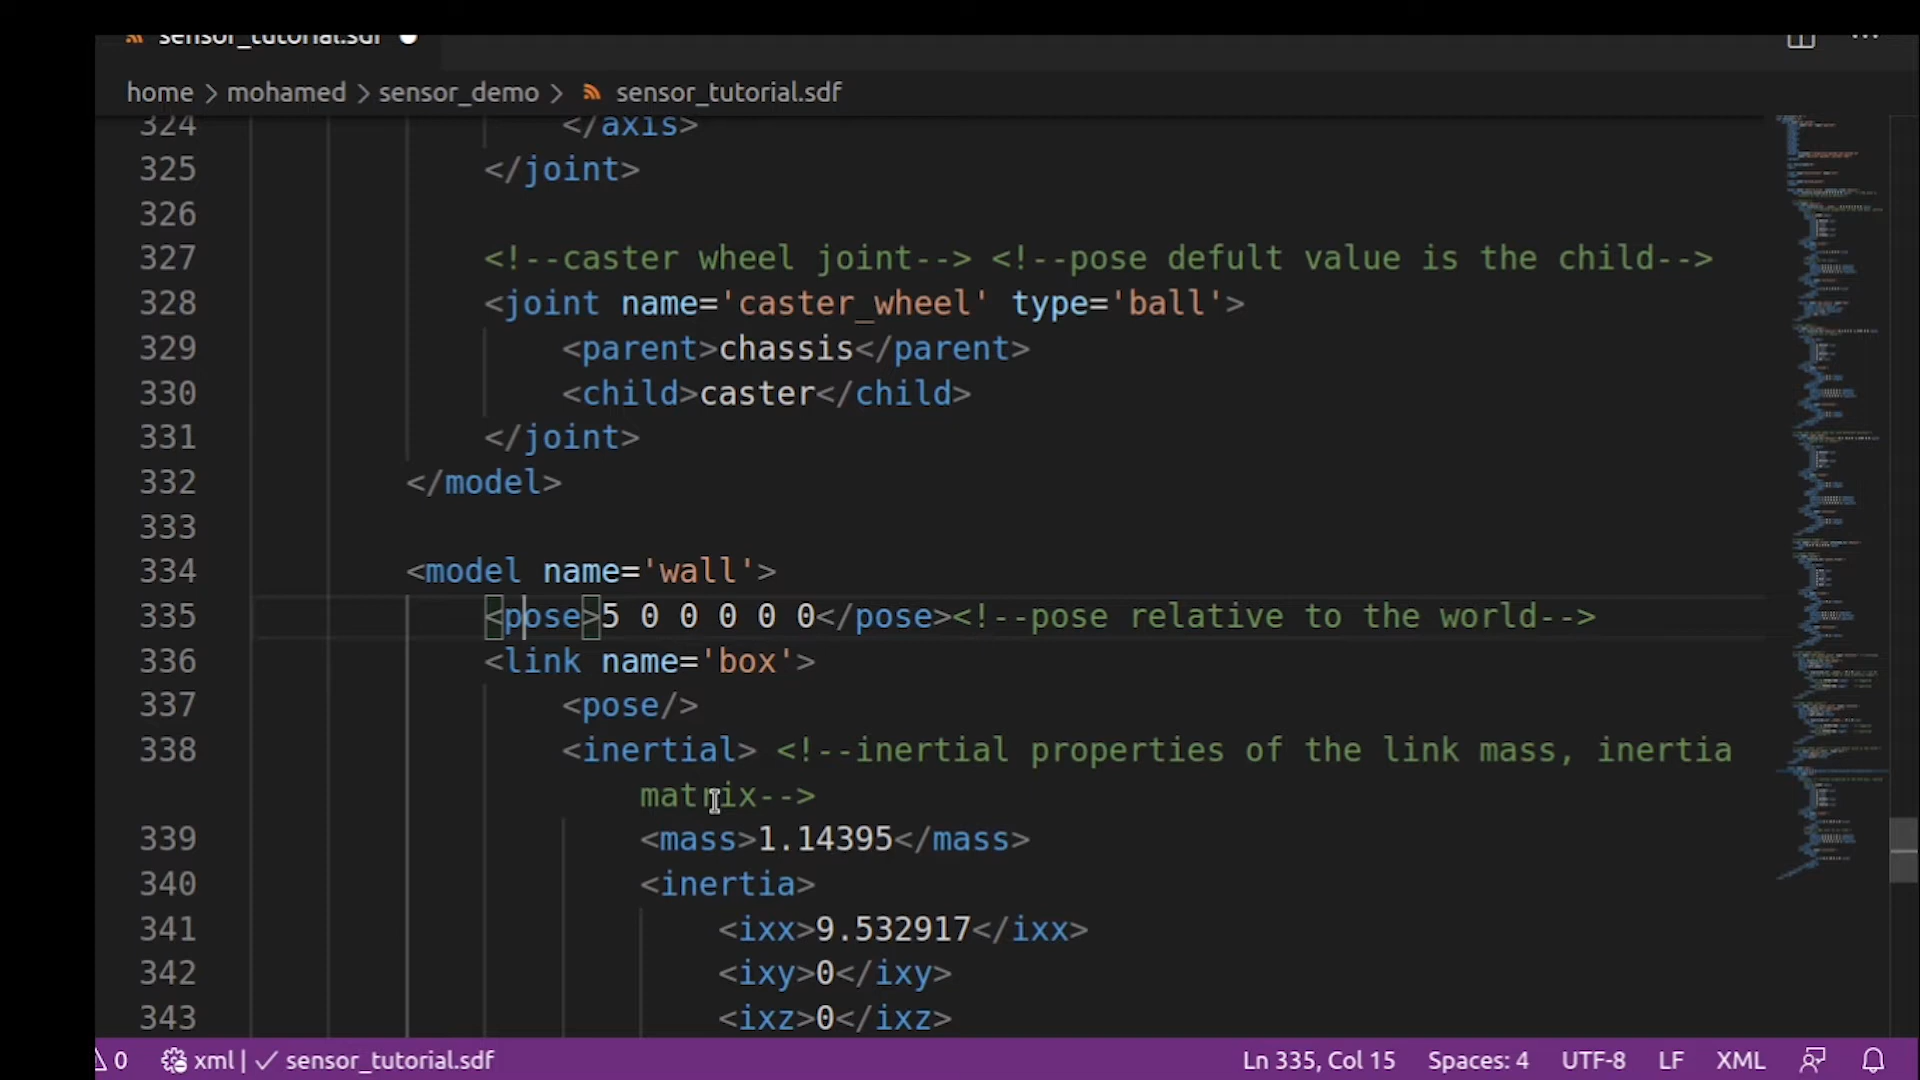 sensor_tutorial.sdf
home > mohamed > sensor_demo > sensor_tutorial.sdf
324 </axis>
325 </joint>
326
327 <!--caster wheel joint--> <!--pose defult value is the child-->
328 <joint name='caster_wheel' type='ball'>
329 <parent>chassis</parent>
330 <child>caster</child>
331 </joint>
332 </model>
333
334 <model name='wall'>
335 <pose>5 0 0 0 0 0</pose><!--pose relative to the world-->
336 <link name='box'>
337 <pose/>
338 <inertial> <!--inertial properties of the link mass, inertia
matrix-->
339 <mass>1.14395</mass>
340 <inertia>
341 <ixx>9.532917</ixx>
342 <ixy>0</ixy>
343 <ixz>0</ixz>
0 xml | ✓ sensor_tutorial.sdf Ln 335, Col 15 Spaces: 4 UTF-8 LF XML